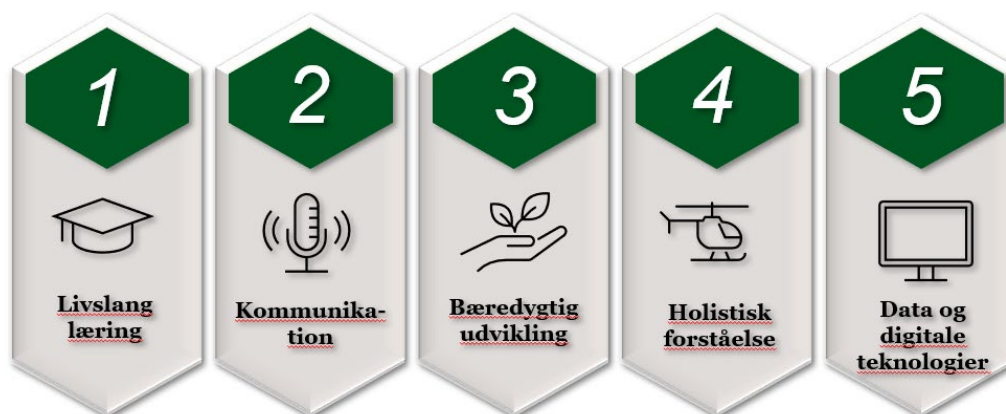 1
Livslang
læring
2
Kommunika-
tion
3
Bæredygtig
udvikling
4
Holistisk
forståelse
5
Data og
digitale
teknologier